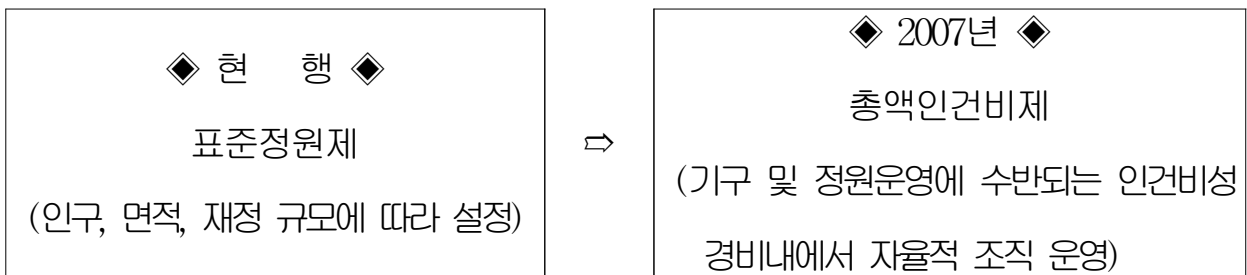 ◈ 현 행 ◈
표준정원제
(인구, 면적, 재정 규모에 따라 설정)
⇨
◈ 2007년 ◈
총액인건비제
(기구 및 정원운영에 수반되는 인건비성
경비내에서 자율적 조직 운영)